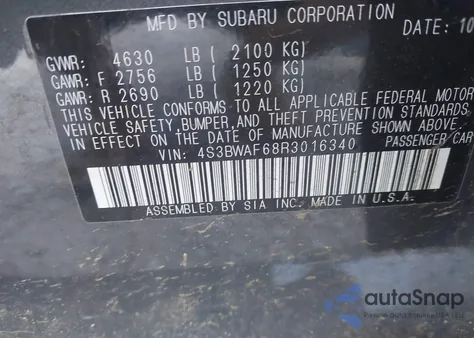 MFD BY SUBARU CORPORATION DATE: 10
GVWR: 4630 LB ( 2100 KG)
GAWR: F 2756 LB ( 1250 KG)
GAWR: R 2690 LB ( 1220 KG)
THIS VEHICLE CONFORMS TO ALL APPLICABLE FEDERAL MOTOR
VEHICLE SAFETY, BUMPER, AND THEFT PREVENTION STANDARDS
IN EFFECT ON THE DATE OF MANUFACTURE SHOWN ABOVE.
VIN: 4S3BWAF68R3016340 PASSENGER CAR
ASSEMBLED BY SIA INC. MADE IN U.S.A.
autoSnap